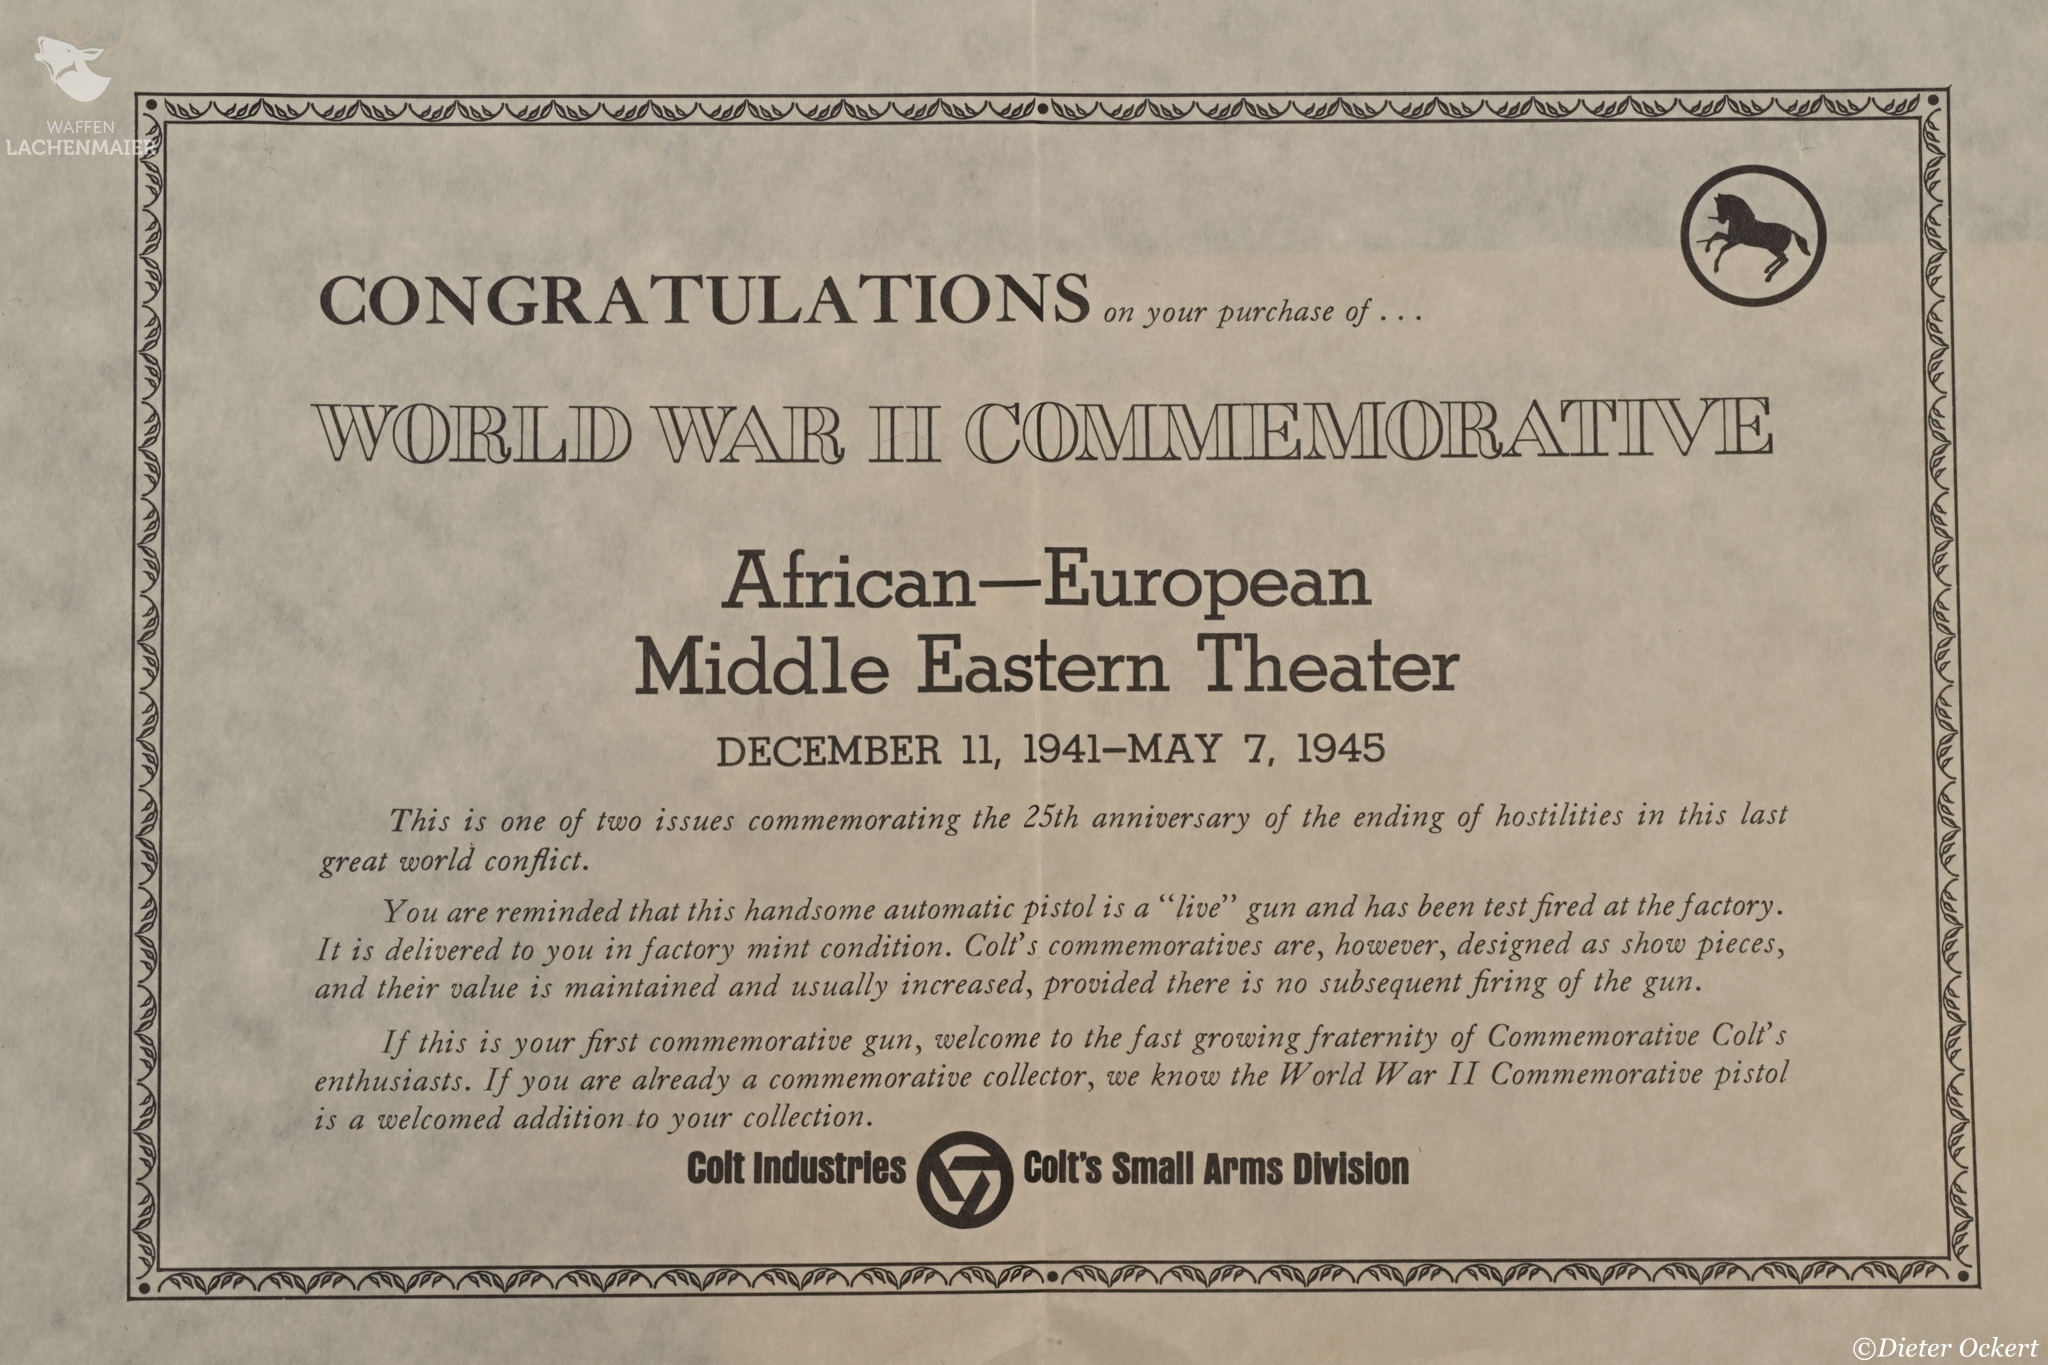 WAFFEN
LACHENMAIER
CONGRATULATIONS on your purchase of . . .
WORLD WAR II COMMEMORATIVE
African—European
Middle Eastern Theater
DECEMBER 11, 1941–MAY 7, 1945
This is one of two issues commemorating the 25th anniversary of the ending of hostilities in this last
great world conflict.
You are reminded that this handsome automatic pistol is a “live” gun and has been test fired at the factory.
It is delivered to you in factory mint condition. Colt’s commemoratives are, however, designed as show pieces,
and their value is maintained and usually increased, provided there is no subsequent firing of the gun.
If this is your first commemorative gun, welcome to the fast growing fraternity of Commemorative Colt’s
enthusiasts. If you are already a commemorative collector, we know the World War II Commemorative pistol
is a welcomed addition to your collection.
Colt Industries Colt’s Small Arms Division
©Dieter Ockert